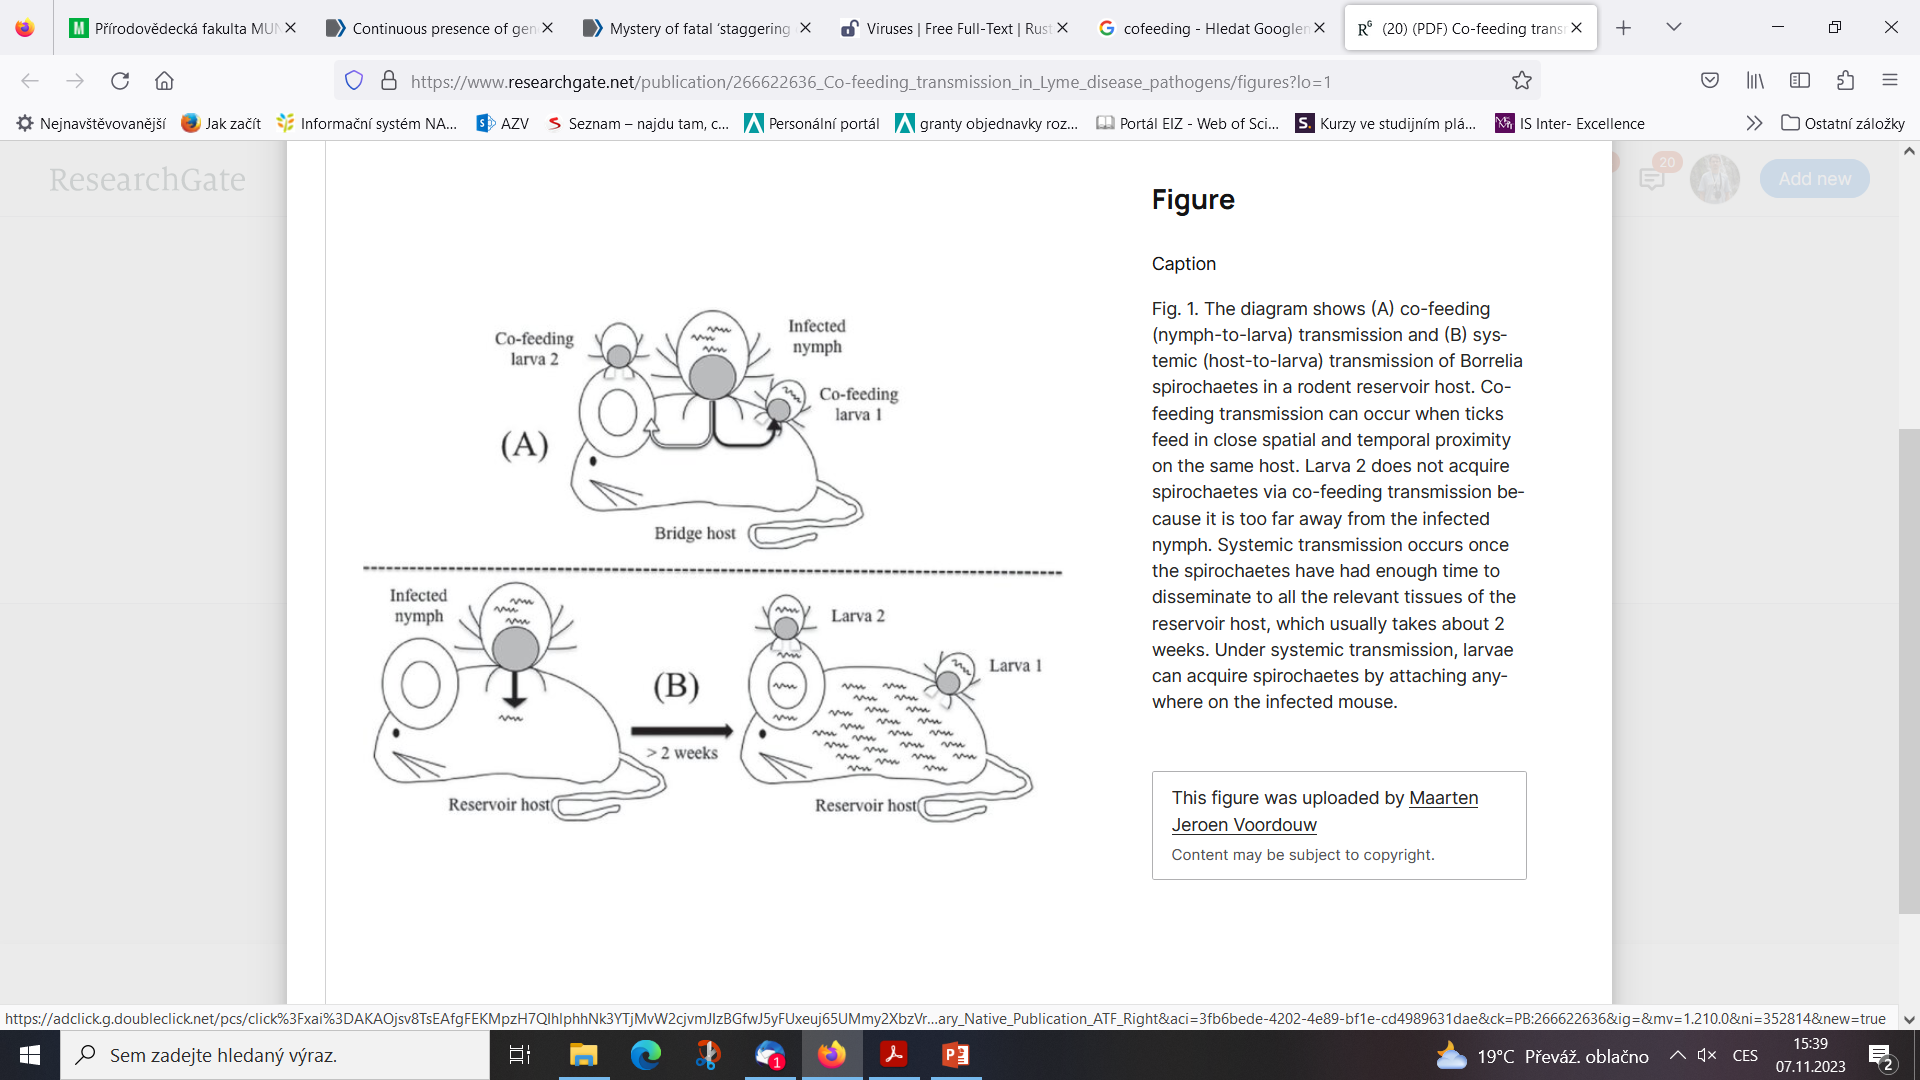 Přírodovědecká fakulta MUN
Continuous presence of gen
Mystery of fatal ‘staggering
Viruses | Free Full-Text | Rust
cofeeding - Hledat Googlem
(20) (PDF) Co-feeding trans
https://www.researchgate.net/publication/266622636_Co-feeding_transmission_in_Lyme_disease_pathogens/figures?lo=1
Nejnavštěvovanější
Jak začít
Informační systém NA...
AZV
Seznam – najdu tam, c...
Personální portál
granty objednavky roz...
Portál EIZ - Web of Sci...
Kurzy ve studijním plá...
IS Inter- Excellence
Ostatní záložky
ResearchGate
20
Add new
Co-feeding
larva 2
Infected
nymph
Co-feeding
larva 1
(A)
Bridge host
Infected
nymph
Larva 2
Larva 1
(B)
> 2 weeks
Reservoir host
Reservoir host
Figure
Caption
Fig. 1. The diagram shows (A) co-feeding
(nymph-to-larva) transmission and (B) sys-
temic (host-to-larva) transmission of Borrelia
spirochaetes in a rodent reservoir host. Co-
feeding transmission can occur when ticks
feed in close spatial and temporal proximity
on the same host. Larva 2 does not acquire
spirochaetes via co-feeding transmission be-
cause it is too far away from the infected
nymph. Systemic transmission occurs once
the spirochaetes have had enough time to
disseminate to all the relevant tissues of the
reservoir host, which usually takes about 2
weeks. Under systemic transmission, larvae
can acquire spirochaetes by attaching any-
where on the infected mouse.
This figure was uploaded by Maarten
Jeroen Voordouw
Content may be subject to copyright.
Sem zadejte hledaný výraz.
1
19°C Převáž. oblačno
CES
15:39
07.11.2023
2